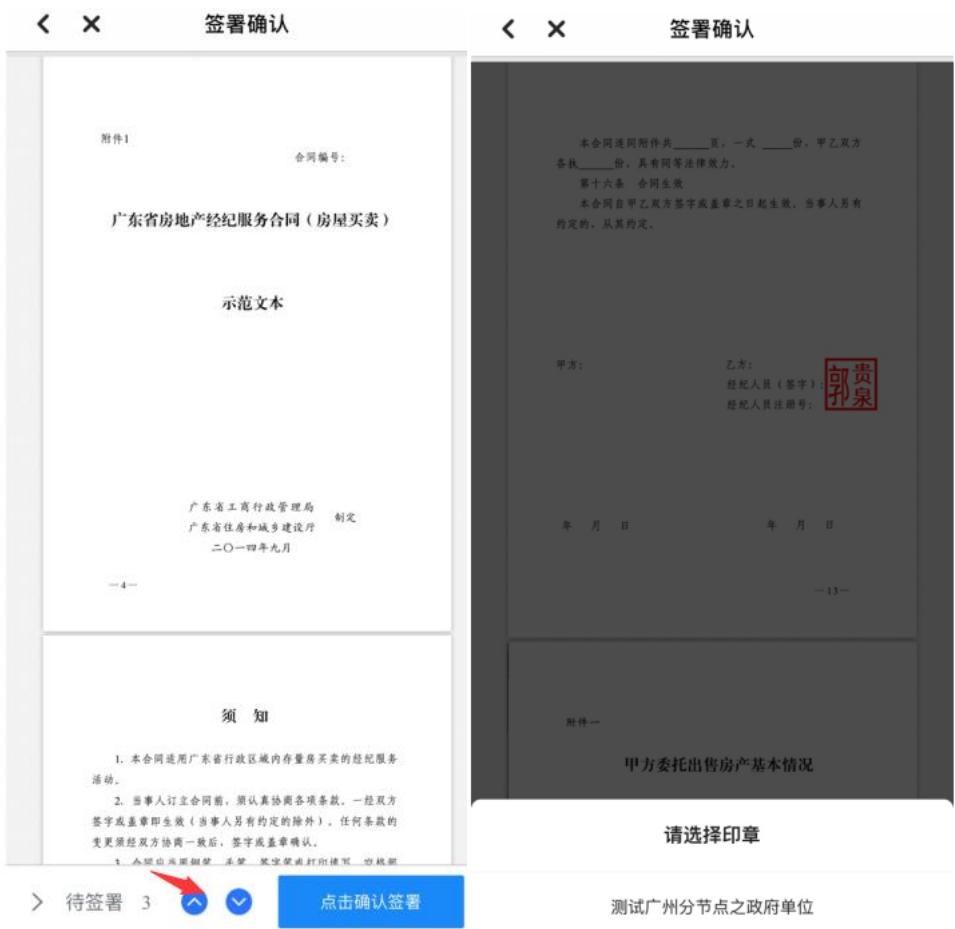 签署确认
附件1
合同编号:
广东省房地产经纪服务合同(房屋买卖)
示范文本
广东省工商行政管理局
广东省住房和城乡建设厅
制定
二〇一四年九月
—4—
须 知
1. 本合同适用广东省行政区域内存量房买卖的经纪服务
活动。
2. 当事人订立合同前,须认真协商各项条款。一经双方
签字或盖章即生效(当事人另有约定的除外)。任何条款的
变更须经双方协商一致后,签字或盖章确认。
待签署 3
点击确认签署
签署确认
本合同连同附件共______页,一式 _____份,甲乙双方
各执_____份,具有同等法律效力。
第十六条 合同生效
本合同自甲乙双方签字或盖章之日起生效。当事人另有
约定的,从其约定。
甲方:
乙方:
经纪人员(签字):
经纪人员注册号:
年 月 日
年 月 日
—13—
附件一
甲方委托出售房产基本情况
请选择印章
测试广州分节点之政府单位